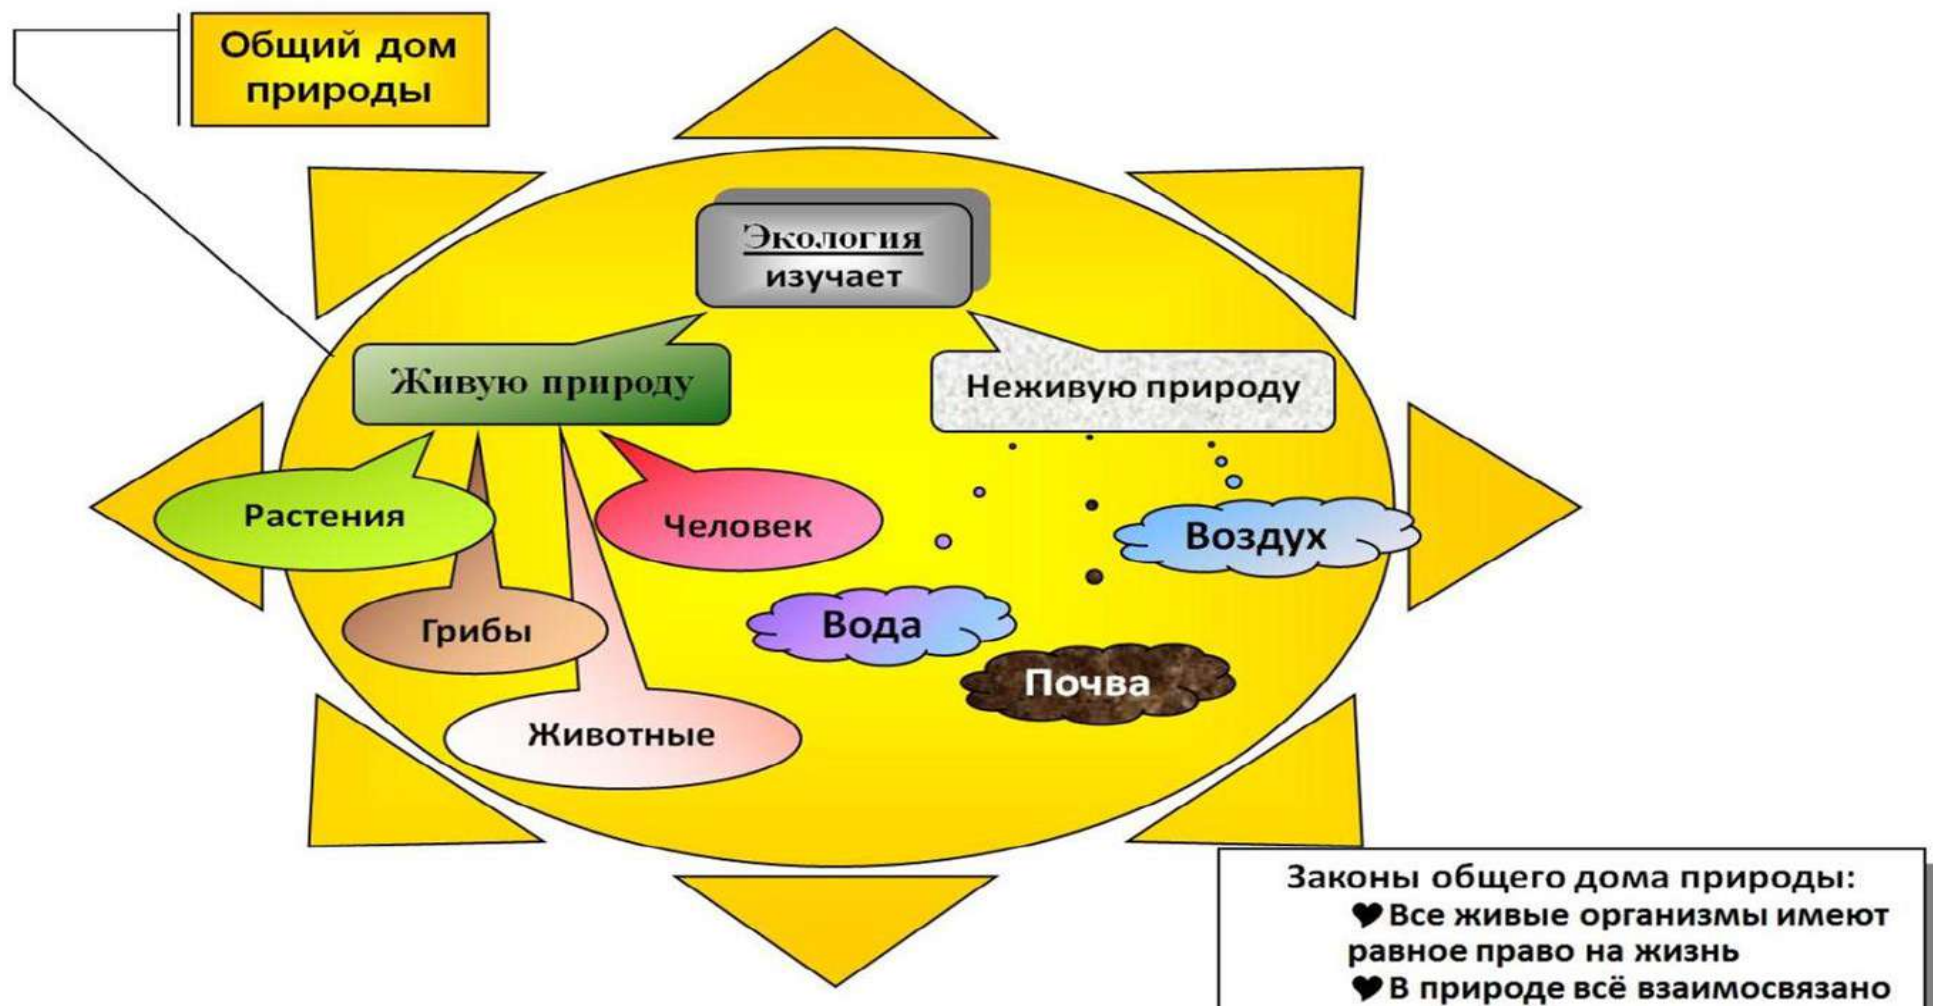 Общий дом
природы
Экология
изучает
Живую природу
Неживую природу
Растения
Человек
Воздух
Грибы
Вода
Почва
Животные
Законы общего дома природы:
Все живые организмы имеют
равное право на жизнь
В природе всё взаимосвязано